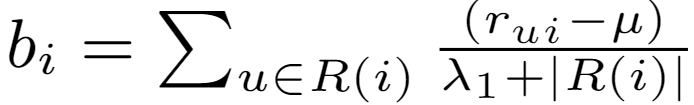 b_i = \sum_{u \in R(i)} \frac{(r_{ui} - \mu)}{\lambda_1 + |R(i)|}